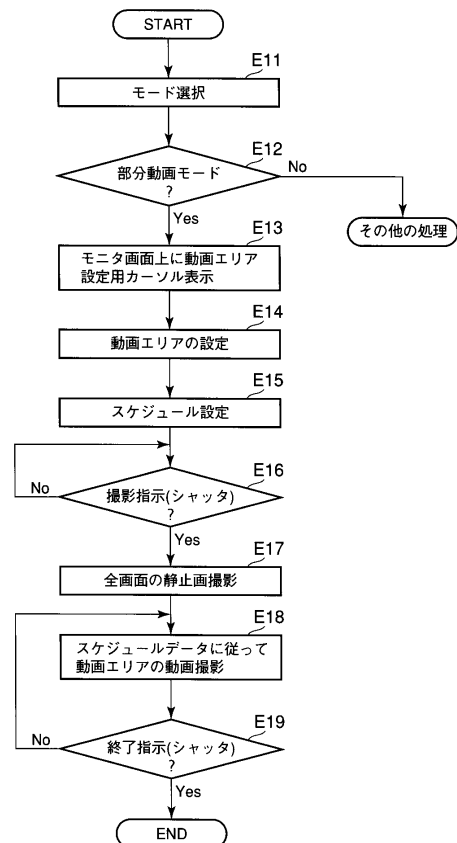 START
E11
モード選択
E12
部分動画モード
?
No
Yes
その他の処理
E13
モニタ画面上に動画エリア
設定用カーソル表示
E14
動画エリアの設定
E15
スケジュール設定
E16
撮影指示(シャッタ)
?
No
Yes
E17
全画面の静止画撮影
E18
スケジュールデータに従って
動画エリアの動画撮影
E19
終了指示(シャッタ)
?
No
Yes
END